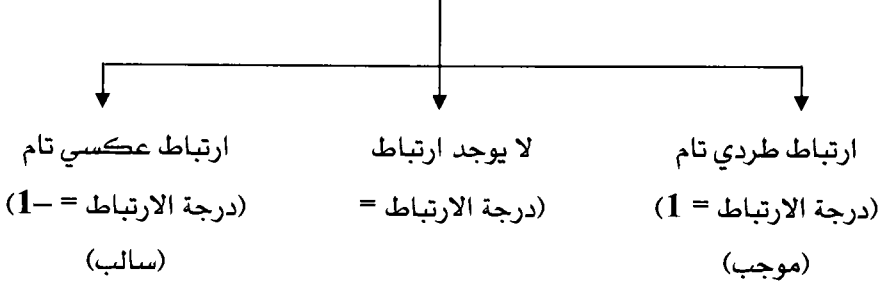 ارتباط طردي تام
(درجة الارتباط = 1)
(موجب)
لا يوجد ارتباط
(درجة الارتباط =
ارتباط عكسي تام
(درجة الارتباط = –1)
(سالب)